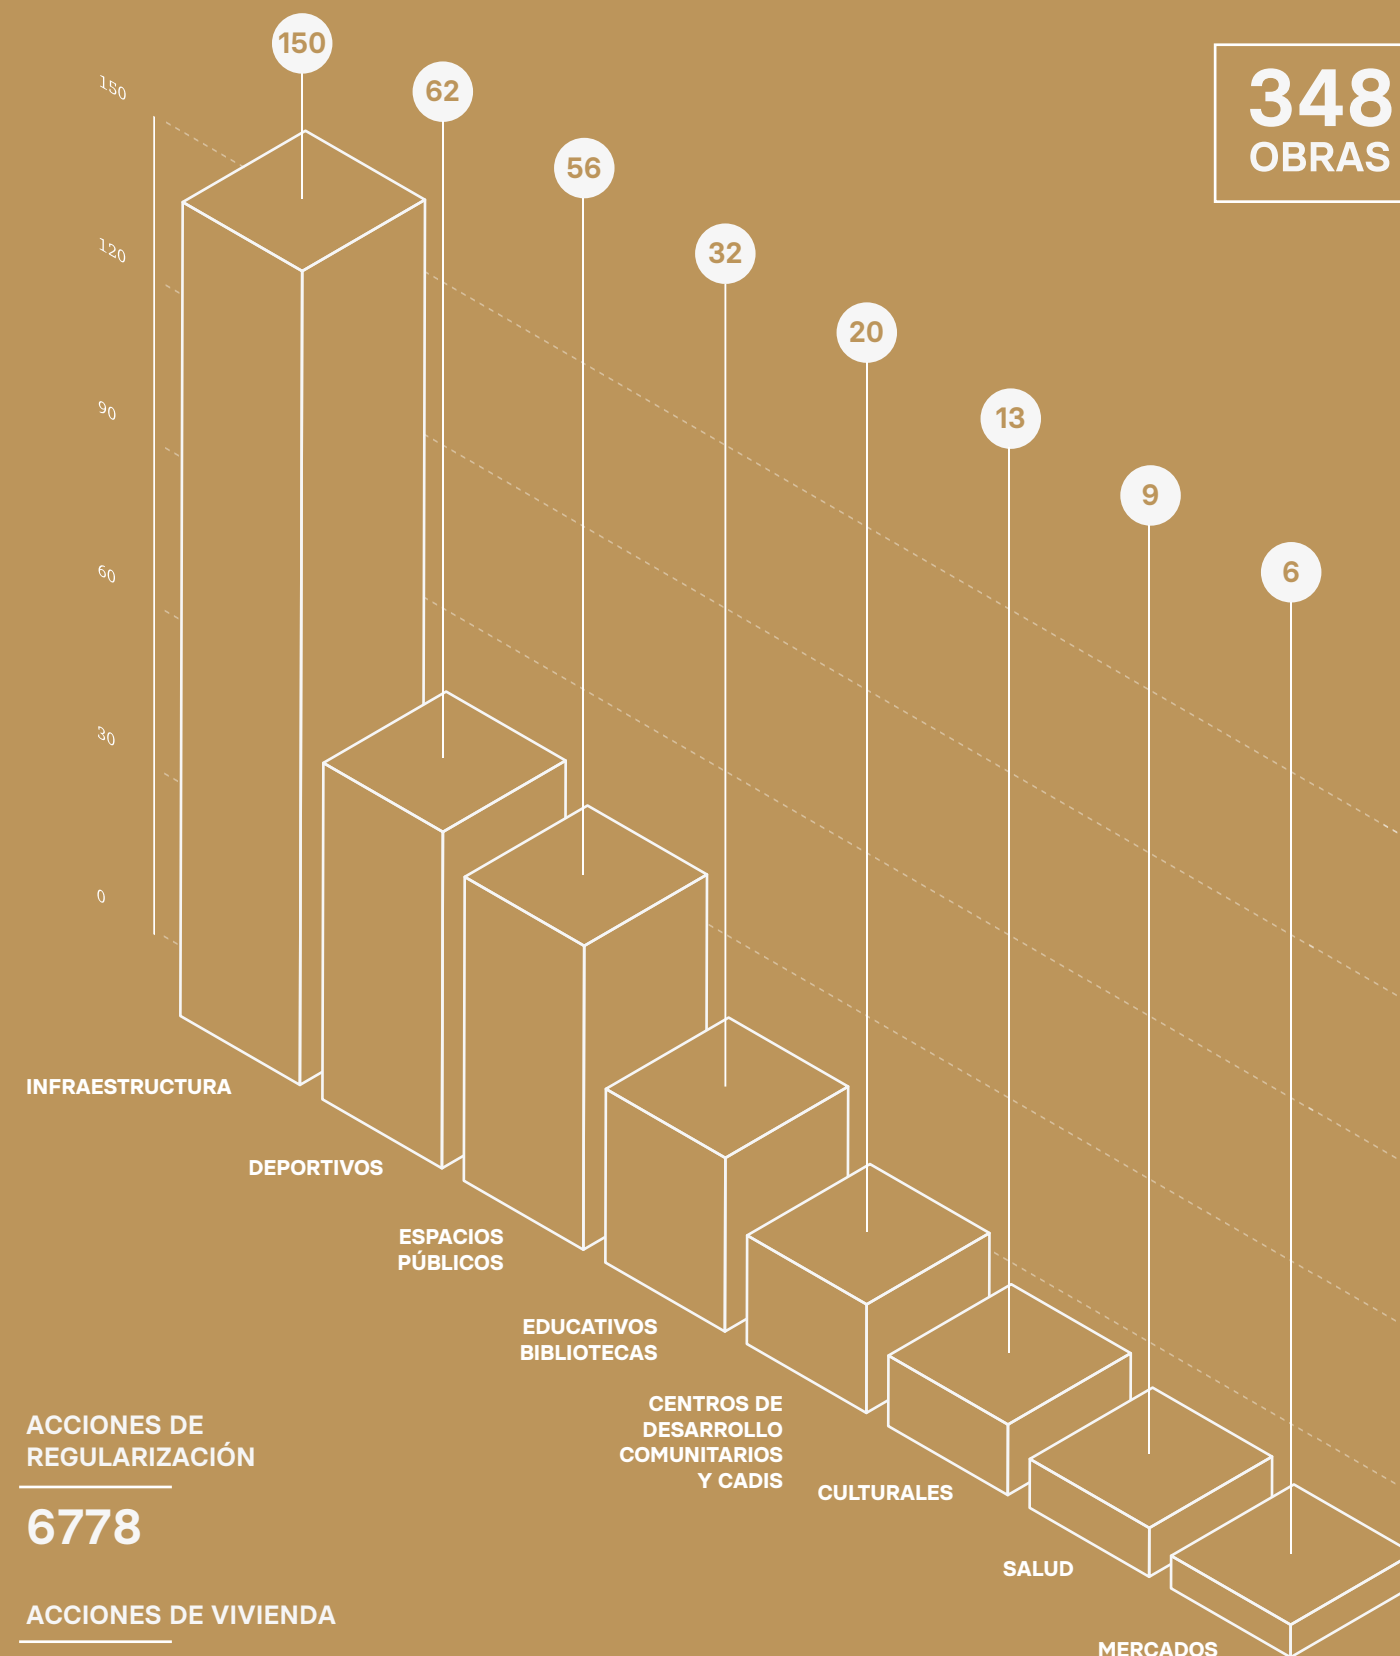 150
62
56
32
20
13
9
6
348
OBRAS
150
120
90
60
30
0
INFRAESTRUCTURA
DEPORTIVOS
ESPACIOS
PÚBLICOS
EDUCATIVOS
BIBLIOTECAS
CENTROS DE
DESARROLLO
COMUNITARIOS
Y CADIS
CULTURALES
SALUD
MERCADOS
ACCIONES DE
REGULARIZACIÓN
6778
ACCIONES DE VIVIENDA